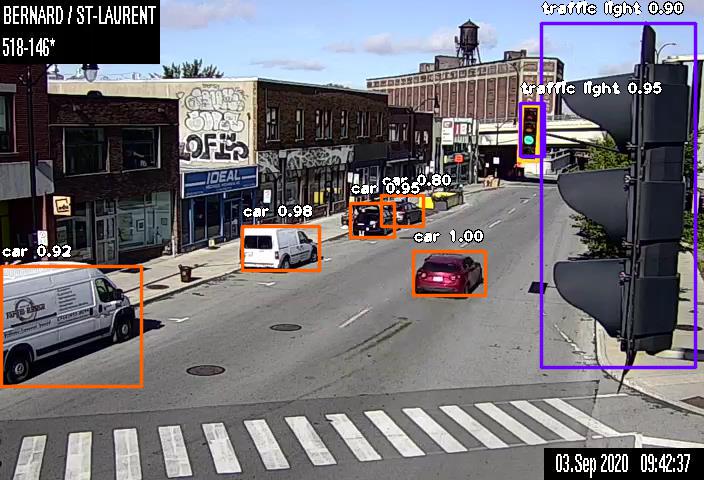 BERNARD / ST-LAURENT
518-146*
traffic light 0.90
traffic light 0.95
IDEAL
car 0.80
car 0.95
car 0.98
car 1.00
car 0.92
03.Sep 2020 09:42:37